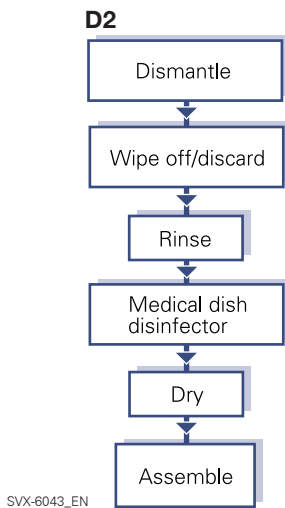 D2
Dismantle
Wipe off/discard
Rinse
Medical dish
disinfector
Dry
Assemble
SVX-6043_EN